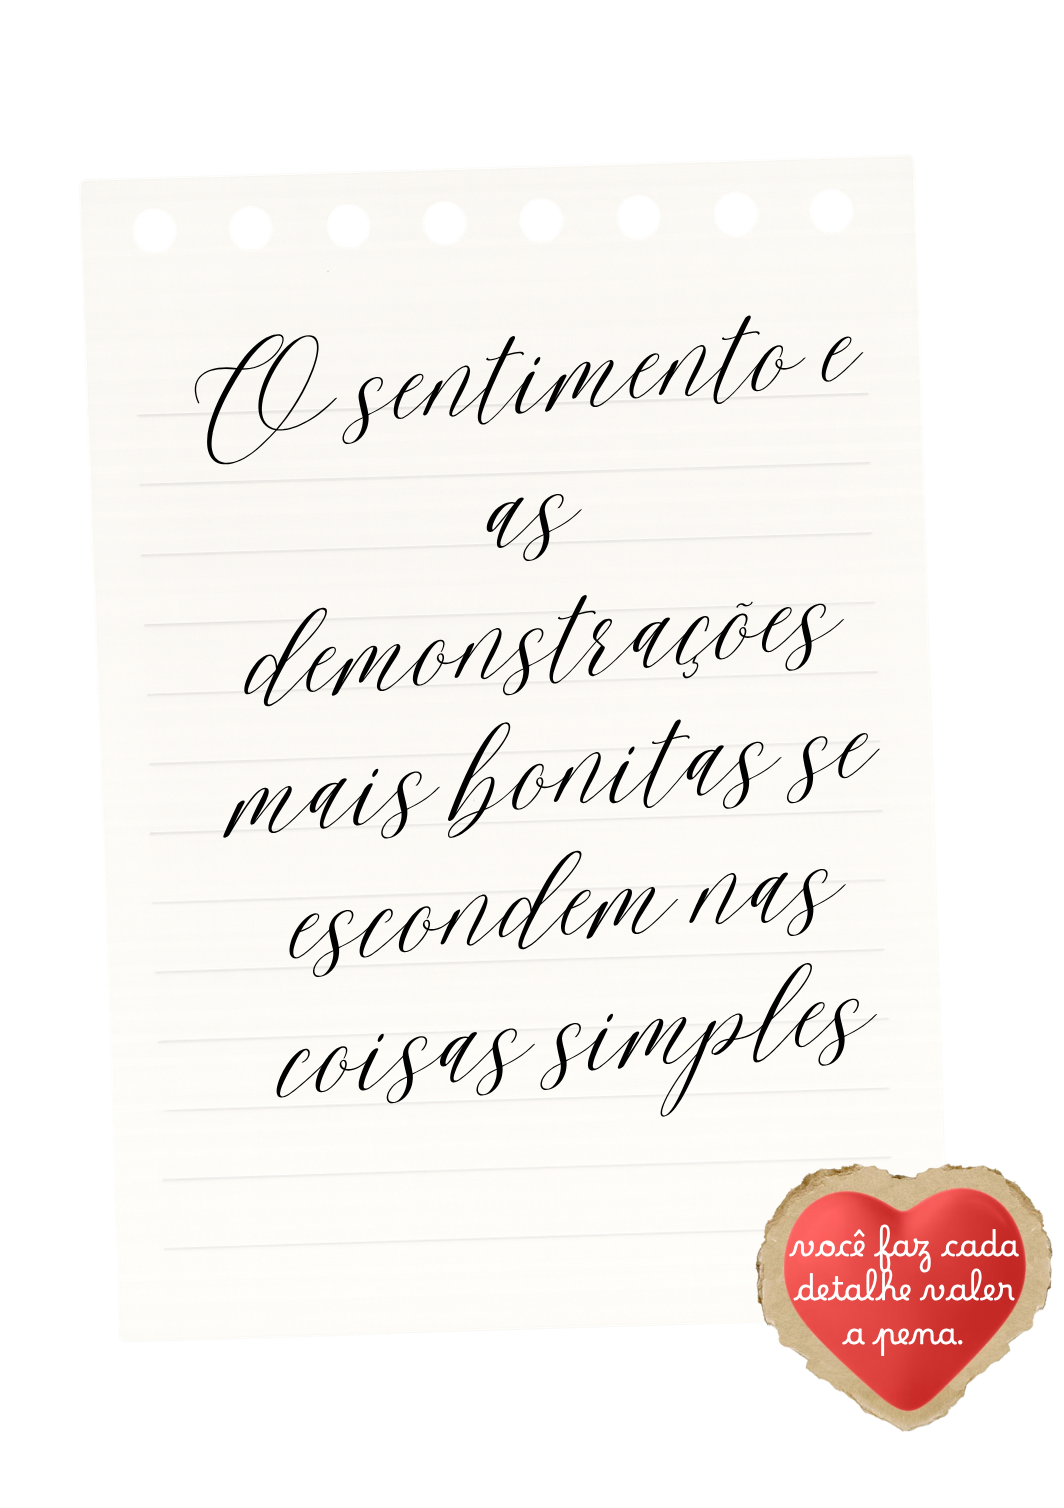 O sentimento e
as
demonstrações
mais bonitas se
escondem nas
coisas simples
você faz cada
detalhe valer
a pena.